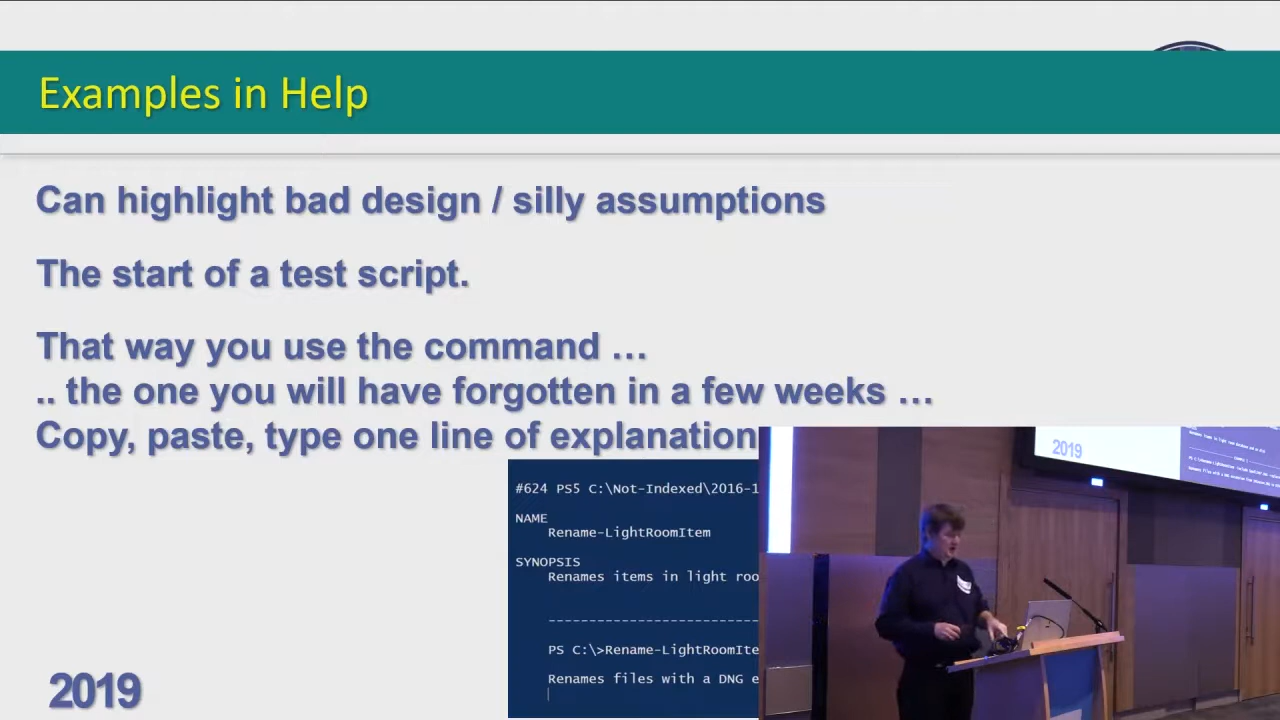 Examples in Help
Can highlight bad design / silly assumptions
The start of a test script.
That way you use the command …
.. the one you will have forgotten in a few weeks …
Copy, paste, type one line of explanation
#624 PS5 C:\Not-Indexed\2016-1
NAME
Rename-LightRoomItem
SYNOPSIS
Renames items in light roo
--------------------------
PS C:\>Rename-LightRoomIte
Renames files with a DNG e
2019
2019